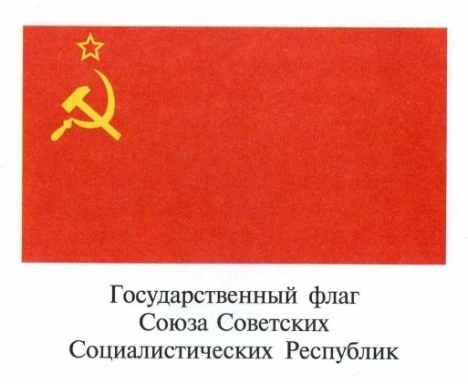 Государственный флаг
Союза Советских
Социалистических Республик